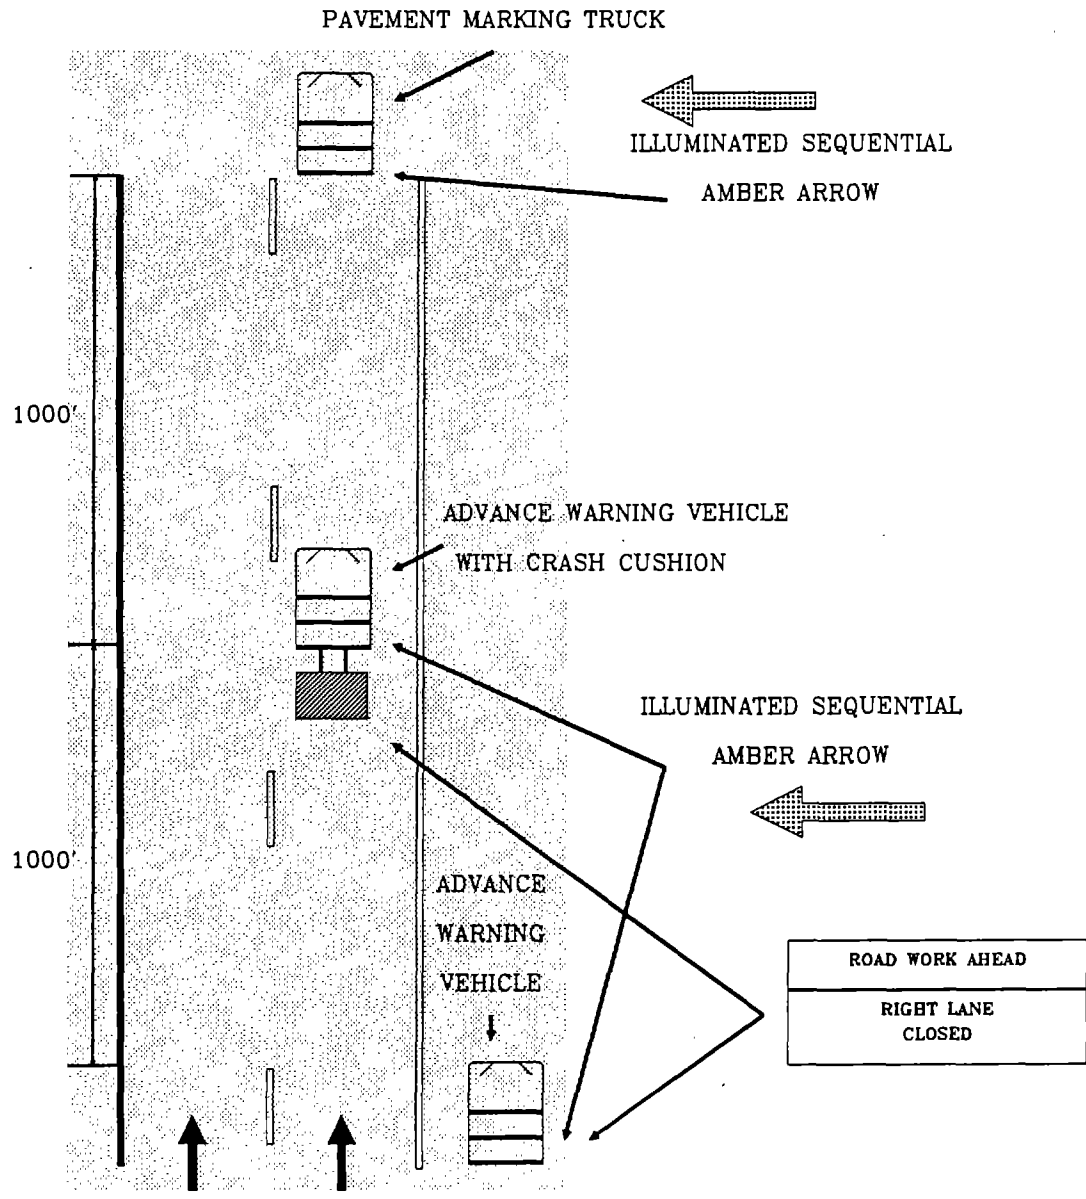 PAVEMENT MARKING TRUCK
ILLUMINATED SEQUENTIAL
AMBER ARROW
1000'
ADVANCE WARNING VEHICLE
WITH CRASH CUSHION
ILLUMINATED SEQUENTIAL
AMBER ARROW
1000'
ADVANCE
WARNING
VEHICLE
ROAD WORK AHEAD
RIGHT LANE
CLOSED